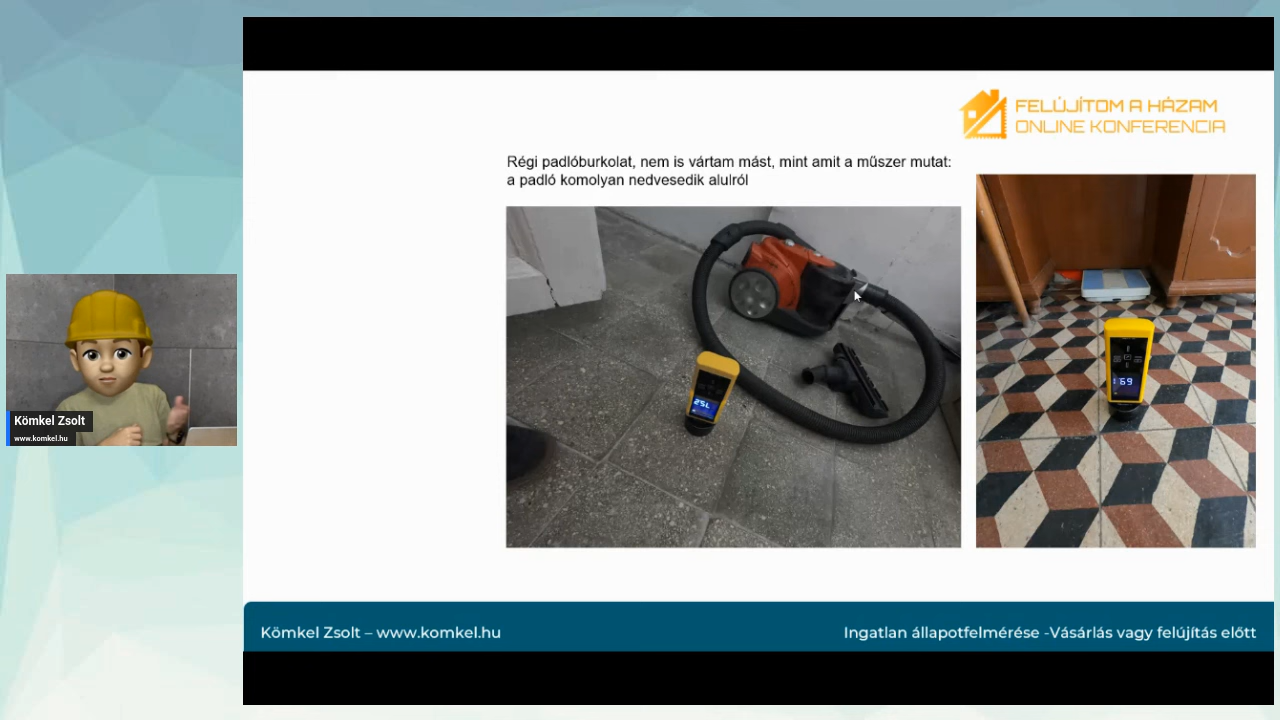 FELÚJÍTOM A HÁZAM
ONLINE KONFERENCIA
Régi padlóburkolat, nem is vártam mást, mint amit a műszer mutat:
a padló komolyan nedvesedik alulról
69
Kömkel Zsolt
www.komkel.hu
Kömkel Zsolt – www.komkel.hu
Ingatlan állapotfelmérése -Vásárlás vagy felújítás előtt